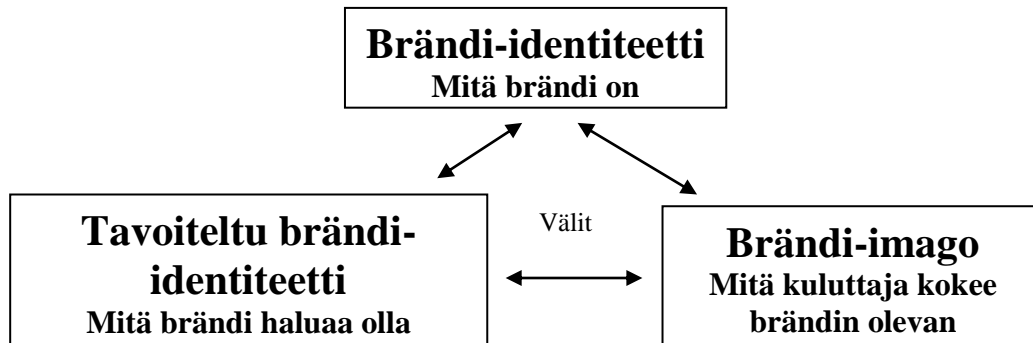 Brändi-identiteetti
Mitä brändi on
Välit
Tavoiteltu brändi-
identiteetti
Mitä brändi haluaa olla
Brändi-imago
Mitä kuluttaja kokee
brändin olevan